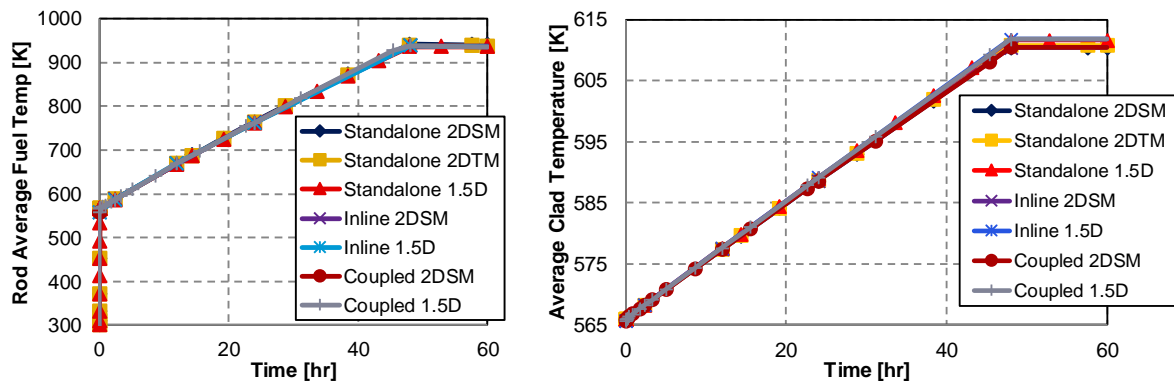 Rod Average Fuel Temp [K]
1000
900
800
700
600
500
400
300
0
20
40
60
Time [hr]
Standalone 2DSM
Standalone 2DTM
Standalone 1.5D
Inline 2DSM
Inline 1.5D
Coupled 2DSM
Coupled 1.5D
Average Clad Temperature [K]
615
605
595
585
575
565
0
20
40
60
Time [hr]
Standalone 2DSM
Standalone 2DTM
Standalone 1.5D
Inline 2DSM
Inline 1.5D
Coupled 2DSM
Coupled 1.5D